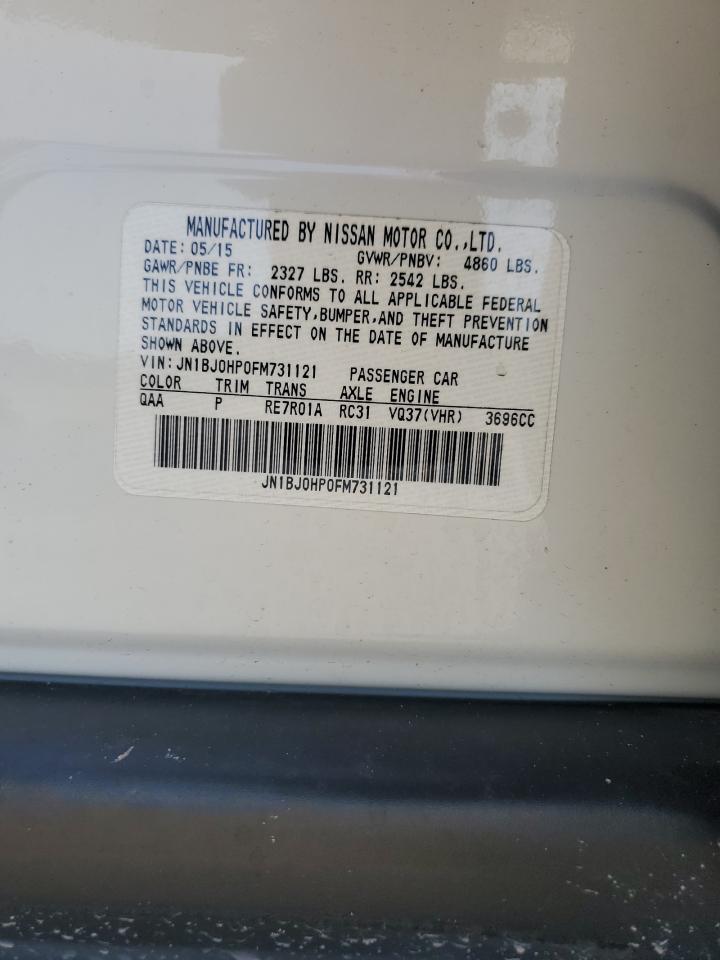 MANUFACTURED BY NISSAN MOTOR CO.,LTD.
DATE: 05/15 GVWR/PNBV: 4860 LBS.
GAWR/PNBE FR: 2327 LBS. RR: 2542 LBS.
THIS VEHICLE CONFORMS TO ALL APPLICABLE FEDERAL
MOTOR VEHICLE SAFETY,BUMPER,AND THEFT PREVENTION
STANDARDS IN EFFECT ON THE DATE OF MANUFACTURE
SHOWN ABOVE.
VIN: JN1BJ0HP0FM731121 PASSENGER CAR
COLOR TRIM TRANS AXLE ENGINE
QAA P RE7R01A RC31 VQ37(VHR) 3696CC
JN1BJ0HP0FM731121